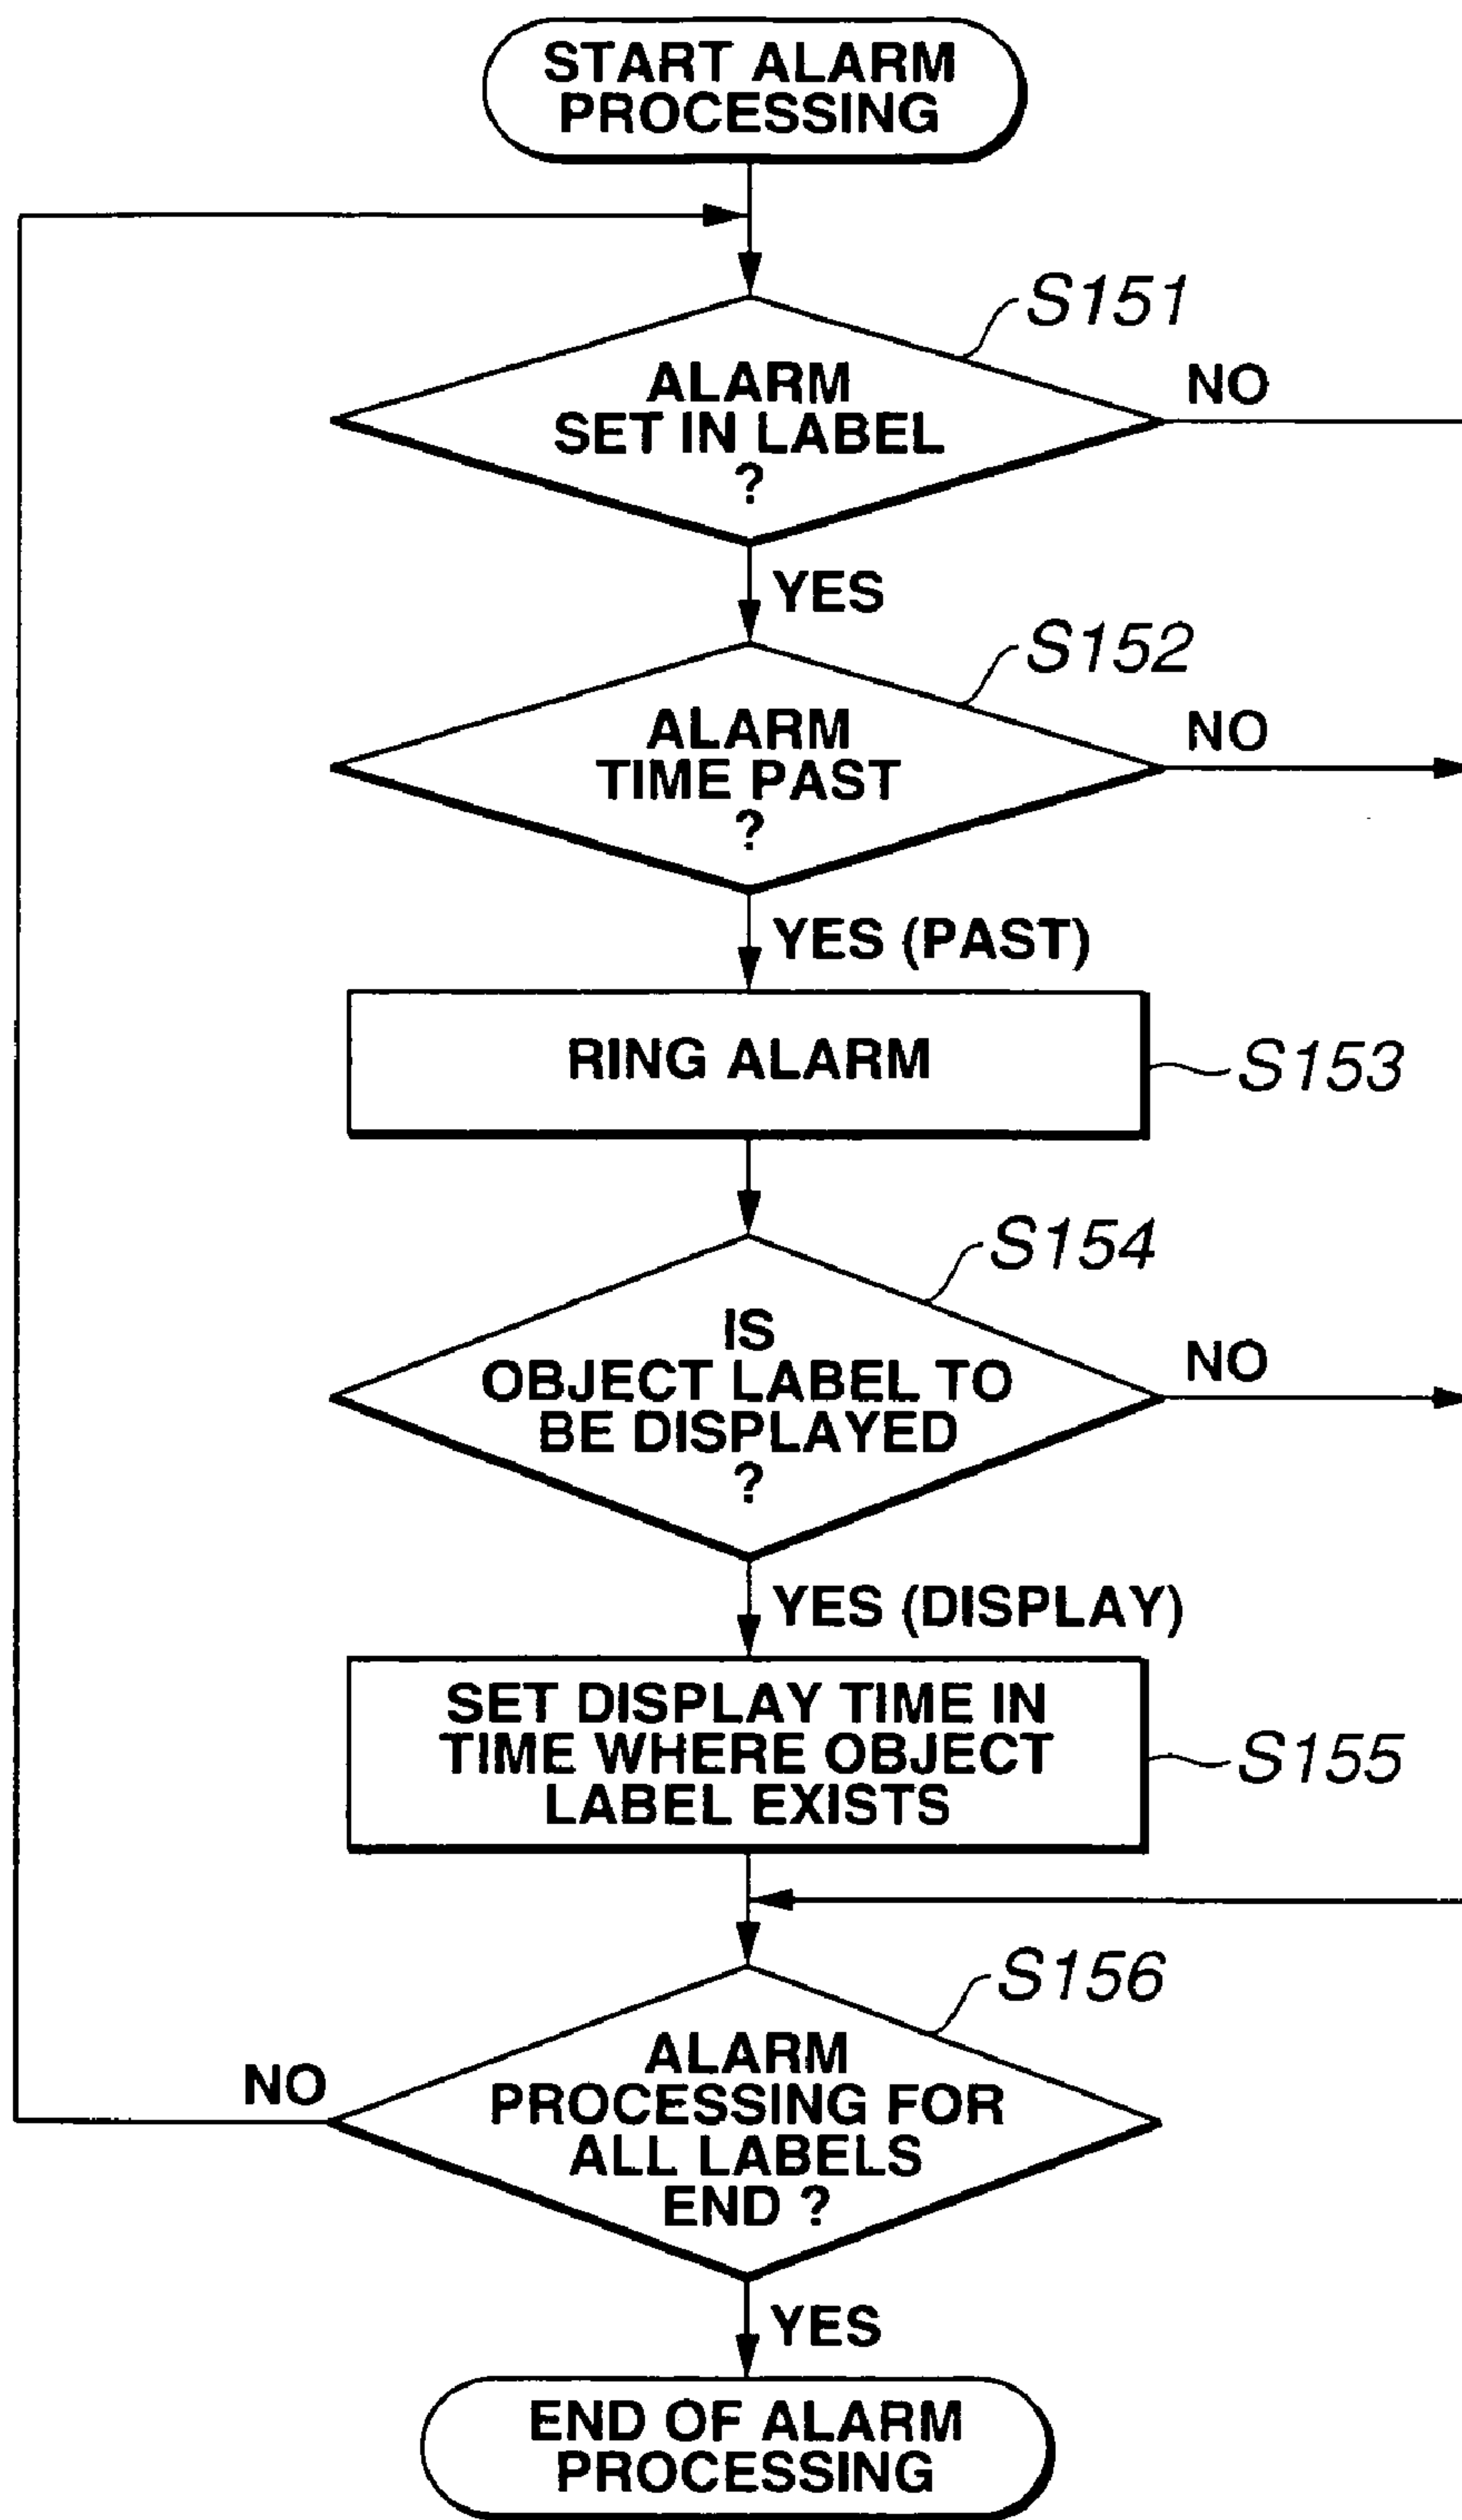 START ALARM
PROCESSING
S151
ALARM
SET IN LABEL
?
NO
YES
S152
ALARM
TIME PAST
?
NO
YES (PAST)
RING ALARM
S153
S154
IS
OBJECT LABEL TO
BE DISPLAYED
?
NO
YES (DISPLAY)
SET DISPLAY TIME IN
TIME WHERE OBJECT
LABEL EXISTS
S155
S156
ALARM
PROCESSING FOR
ALL LABELS
END ?
NO
YES
END OF ALARM
PROCESSING